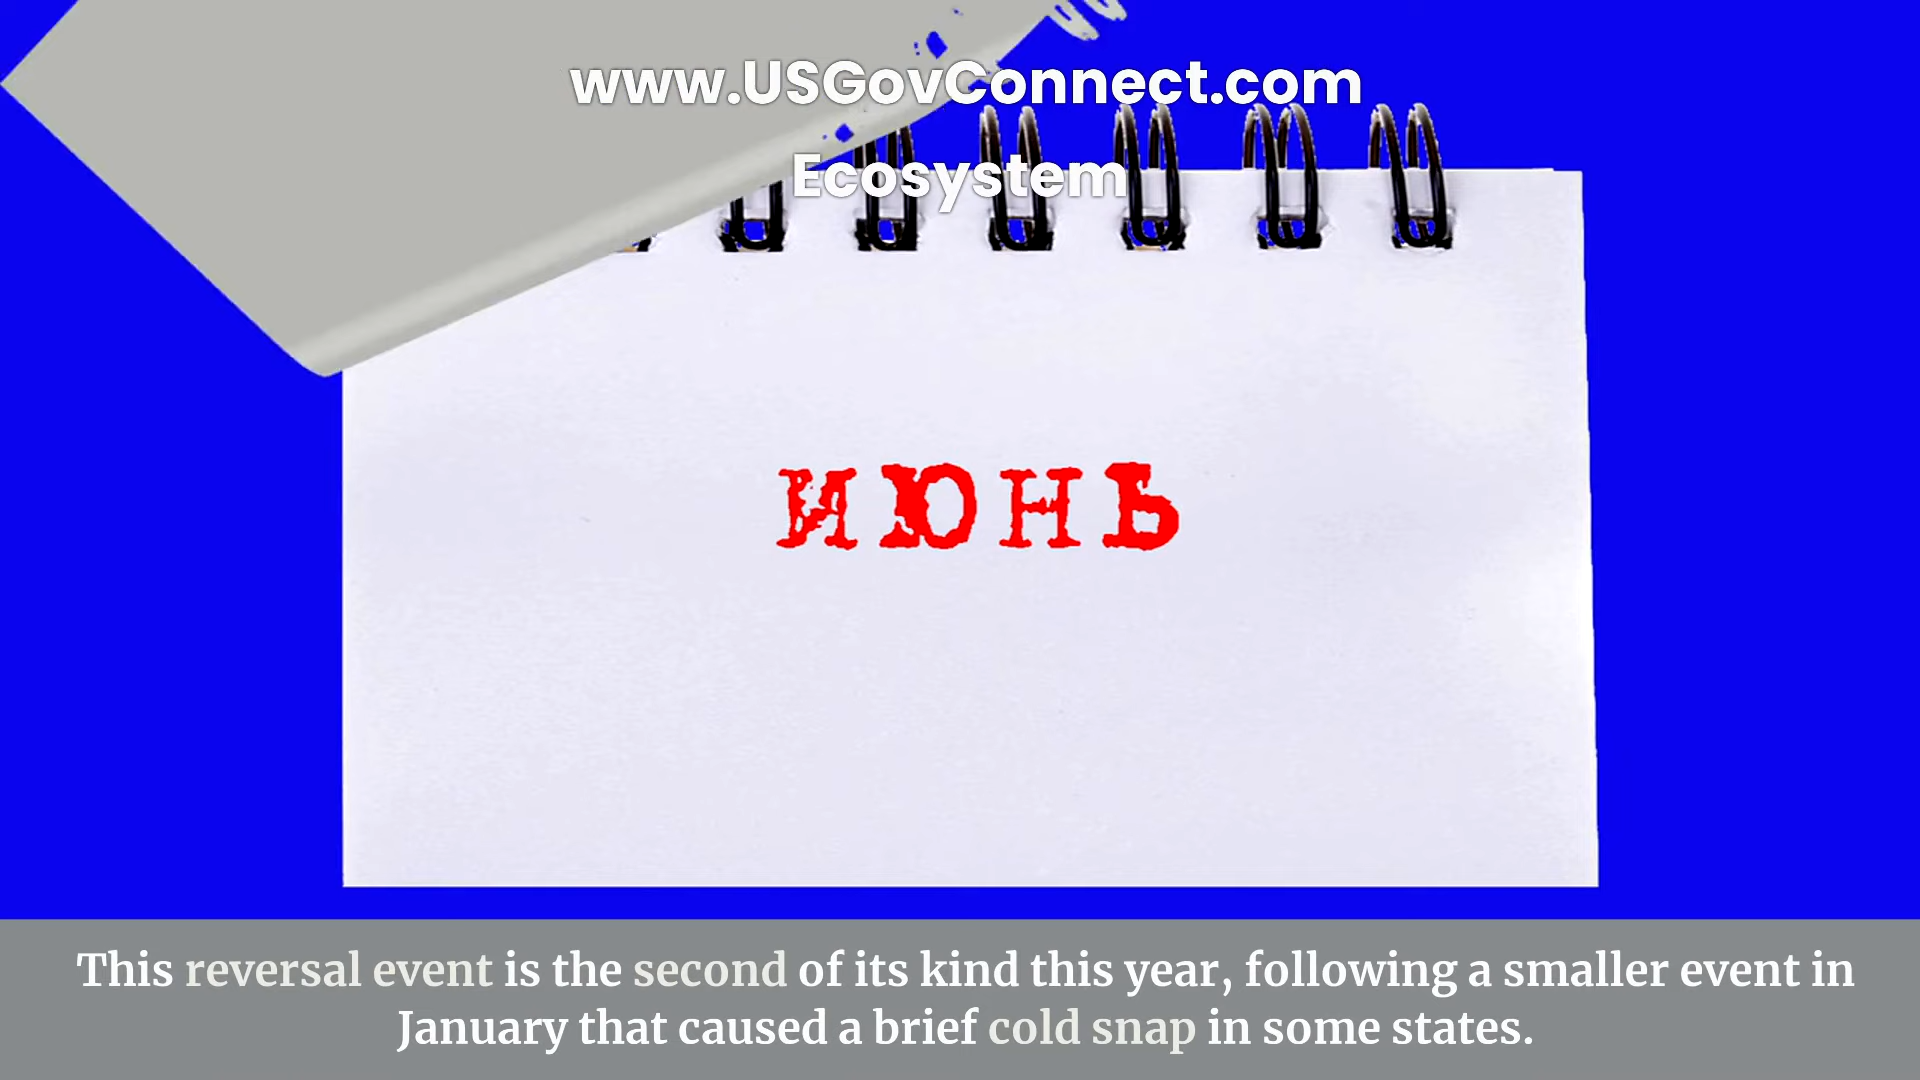 www.USGovConnect.com
Ecosystem
июнь
This reversal event is the second of its kind this year, following a smaller event in
January that caused a brief cold snap in some states.